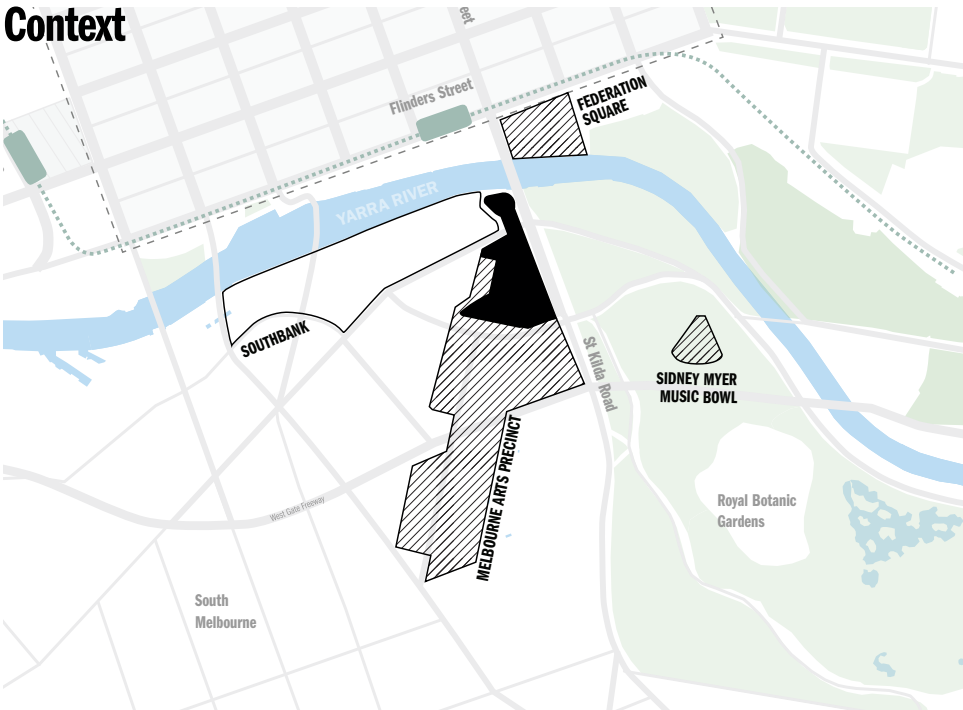 Context
eet
Flinders Street
FEDERATION
SQUARE
YARRA RIVER
SOUTHBANK
St Kilda Road
SIDNEY MYER
MUSIC BOWL
MELBOURNE ARTS PRECINCT
West Gate Freeway
Royal Botanic
Gardens
South
Melbourne